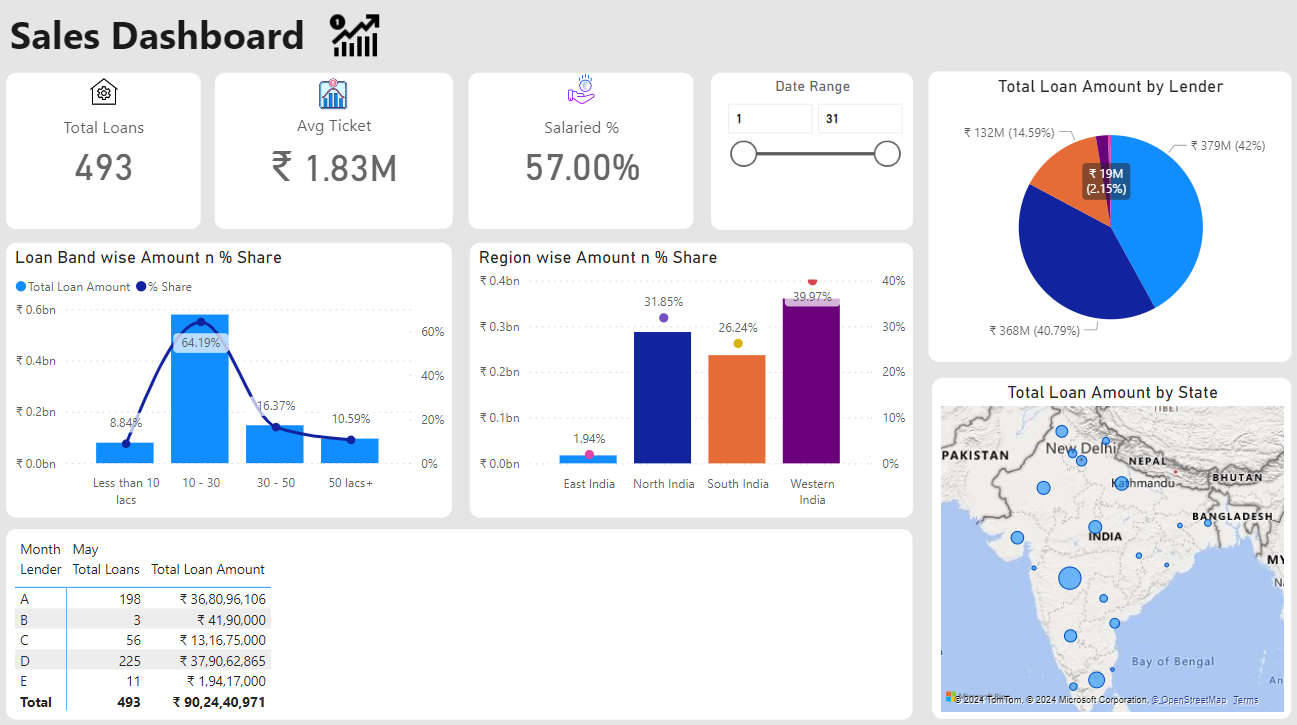 Sales Dashboard
Total Loans
493
Avg Ticket
₹ 1.83M
Salaried %
57.00%
Date Range
1 31
Total Loan Amount by Lender
₹ 132M (14.59%)
₹ 379M (42%)
₹ 19M
(2.15%)
₹ 368M (40.79%)
Loan Band wise Amount n % Share
Total Loan Amount % Share
₹ 0.6bn
₹ 0.4bn
₹ 0.2bn
₹ 0.0bn
60%
40%
20%
0%
8.84%
64.19%
16.37%
10.59%
Less than 10
lacs
10 - 30
30 - 50
50 lacs+
Region wise Amount n % Share
₹ 0.4bn
₹ 0.3bn
₹ 0.2bn
₹ 0.1bn
₹ 0.0bn
40%
30%
20%
10%
0%
1.94%
31.85%
26.24%
39.97%
East India
North India
South India
Western
India
Total Loan Amount by State
TIBET
PAKISTAN
New Delhi
NEPAL
Kathmandu
BHUTAN
BANGLADESH
INDIA
MY
Bay of Bengal
An
© 2024 TomTom, © 2024 Microsoft Corporation, © OpenStreetMap Terms
Month May
Lender Total Loans Total Loan Amount
A 198 ₹ 36,80,96,106
B 3 ₹ 41,90,000
C 56 ₹ 13,16,75,000
D 225 ₹ 37,90,62,865
E 11 ₹ 1,94,17,000
Total 493 ₹ 90,24,40,971